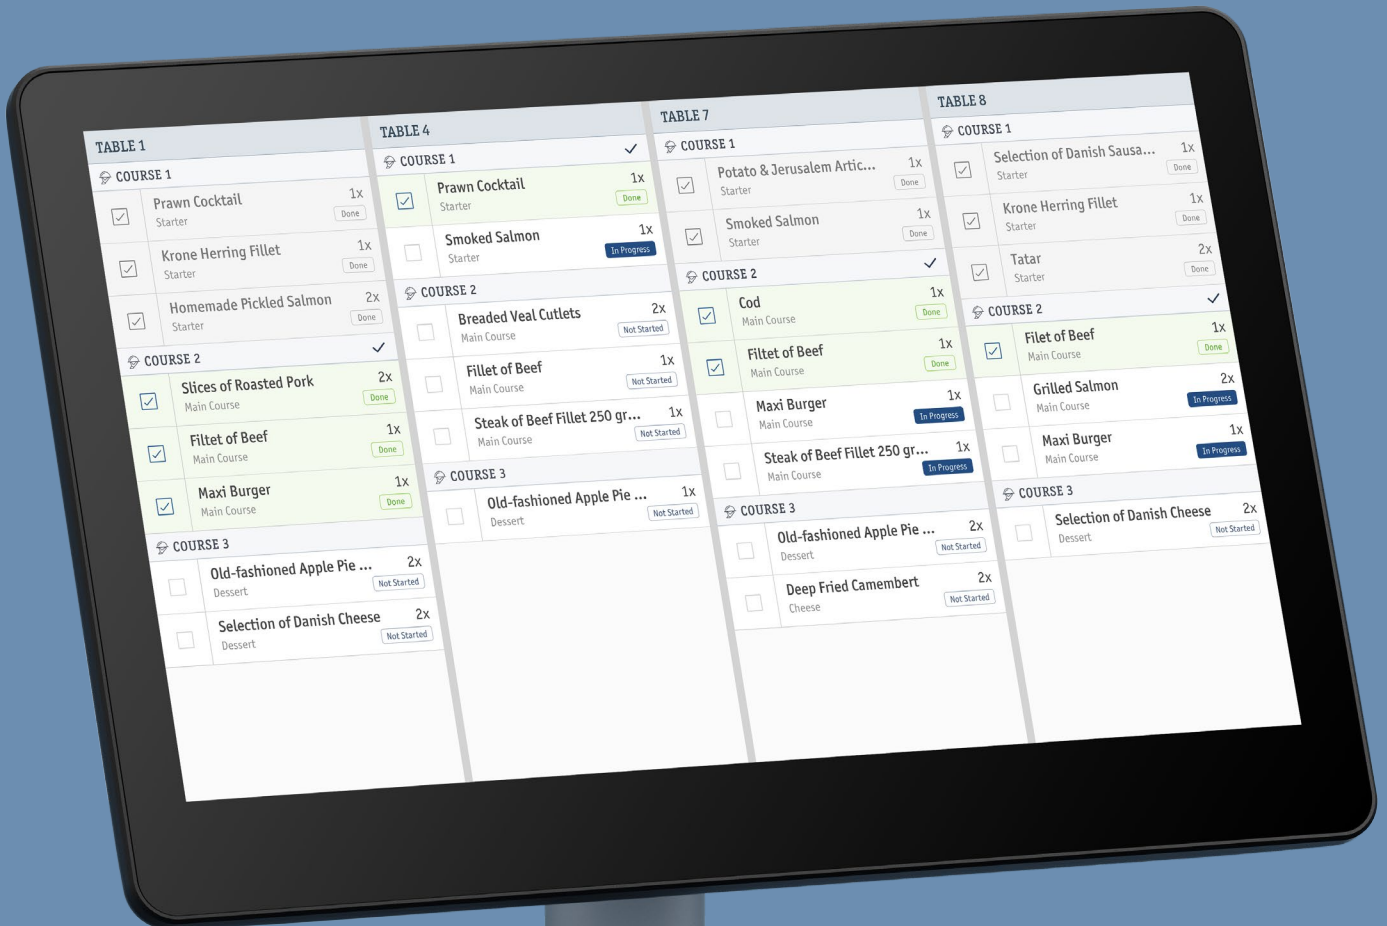 TABLE 1
COURSE 1
Prawn Cocktail 1x
Starter Done
Krone Herring Fillet 1x
Starter Done
Homemade Pickled Salmon 2x
Starter Done
COURSE 2
Slices of Roasted Pork 2x
Main Course Done
Filtet of Beef 1x
Main Course Done
Maxi Burger 1x
Main Course Done
COURSE 3
Old-fashioned Apple Pie ... 2x
Dessert Not Started
Selection of Danish Cheese 2x
Dessert Not Started
TABLE 4
COURSE 1
Prawn Cocktail 1x
Starter Done
Smoked Salmon 1x
Starter In Progress
COURSE 2
Breaded Veal Cutlets 2x
Main Course Not Started
Fillet of Beef 1x
Main Course Not Started
Steak of Beef Fillet 250 gr... 1x
Main Course Not Started
COURSE 3
Old-fashioned Apple Pie ... 1x
Dessert Not Started
TABLE 7
COURSE 1
Potato & Jerusalem Artic... 1x
Starter Done
Smoked Salmon 1x
Starter Done
COURSE 2
Cod 1x
Main Course Done
Filtet of Beef 1x
Main Course Done
Maxi Burger 1x
Main Course In Progress
Steak of Beef Fillet 250 gr... 1x
Main Course In Progress
COURSE 3
Old-fashioned Apple Pie ... 2x
Dessert Not Started
Deep Fried Camembert 2x
Cheese Not Started
TABLE 8
COURSE 1
Selection of Danish Sausa... 1x
Starter Done
Krone Herring Fillet 1x
Starter Done
Tatar 2x
Starter Done
COURSE 2
Filet of Beef 1x
Main Course Done
Grilled Salmon 2x
Main Course In Progress
Maxi Burger 1x
Main Course In Progress
COURSE 3
Selection of Danish Cheese 2x
Dessert Not Started